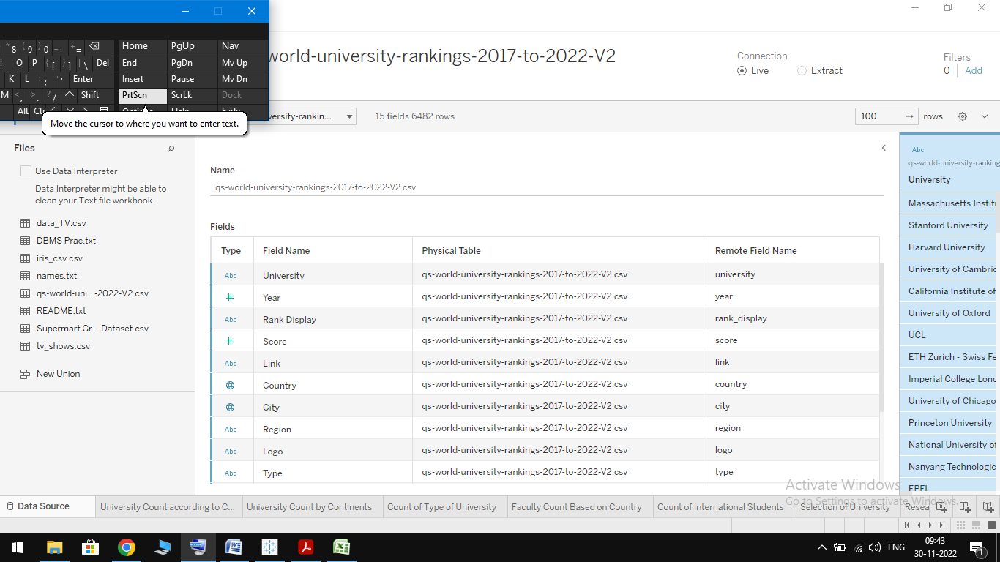 * 8 ( 9 ) 0 _ - + = Home PgUp Nav
O P { [ } ] | \ Del End PgDn Mv Up
K L : ; " ' Enter Insert Pause Mv Dn
M < , > . ? / Shift PrtScn ScrLk Dock
Alt
Move the cursor to where you want to enter text.
world-university-rankings-2017-to-2022-V2
Connection
Live Extract
Filters
0 Add
ersity-rankin...
15 fields 6482 rows
100 → rows
Files
Use Data Interpreter
Data Interpreter might be able to
clean your Text file workbook.
data_TV.csv
DBMS Prac.txt
iris_csv.csv
names.txt
qs-world-uni...-2022-V2.csv
README.txt
Supermart Gr... Dataset.csv
tv_shows.csv
New Union
Name
qs-world-university-rankings-2017-to-2022-V2.csv
Fields
Type Field Name Physical Table Remote Field Name
Abc University qs-world-university-rankings-2017-to-2022-V2.csv university
# Year qs-world-university-rankings-2017-to-2022-V2.csv year
Abc Rank Display qs-world-university-rankings-2017-to-2022-V2.csv rank_display
# Score qs-world-university-rankings-2017-to-2022-V2.csv score
Abc Link qs-world-university-rankings-2017-to-2022-V2.csv link
Country qs-world-university-rankings-2017-to-2022-V2.csv country
City qs-world-university-rankings-2017-to-2022-V2.csv city
Abc Region qs-world-university-rankings-2017-to-2022-V2.csv region
Abc Logo qs-world-university-rankings-2017-to-2022-V2.csv logo
Abc Type qs-world-university-rankings-2017-to-2022-V2.csv type
Abc
qs-world-university-ranking
University
Massachusetts Instit
Stanford University
Harvard University
University of Cambric
California Institute of
University of Oxford
UCL
ETH Zurich - Swiss Fe
Imperial College Lond
University of Chicago
Princeton University
National University of
Nanyang Technologic
EPFL
Activate Windows
Go to Settings to activate Windows.
Data Source University Count according to C... University Count by Continents Count of Type of University Faculty Count Based on Country Count of International Students Selection of University Resea
ENG
09:43
30-11-2022
1